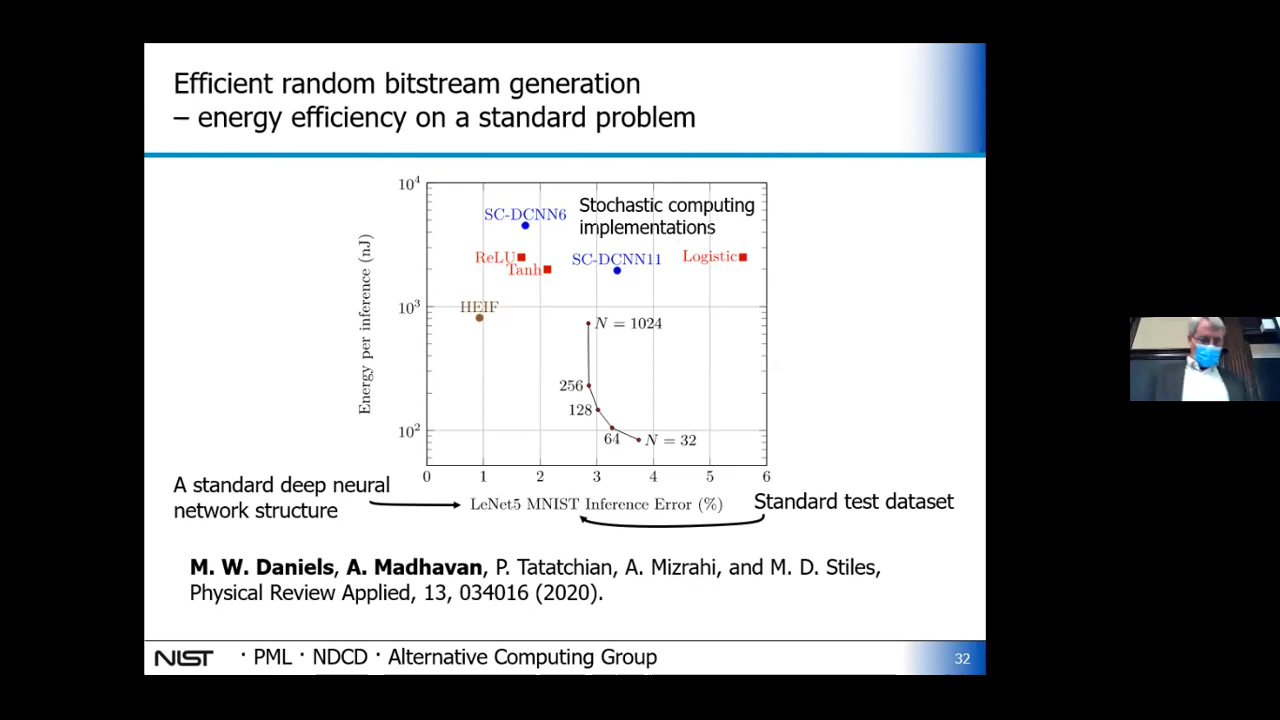 Efficient random bitstream generation
– energy efficiency on a standard problem
10^4
SC-DCNN6
Stochastic computing
implementations
ReLU
Tanh
SC-DCNN11
Logistic
10^3
HEIF
N = 1024
256
128
64
N = 32
10^2
Energy per inference (nJ)
0 1 2 3 4 5 6
LeNet5 MNIST Inference Error (%)
A standard deep neural
network structure
Standard test dataset
M. W. Daniels, A. Madhavan, P. Tatatchian, A. Mizrahi, and M. D. Stiles,
Physical Review Applied, 13, 034016 (2020).
NIST · PML · NDCD · Alternative Computing Group
32